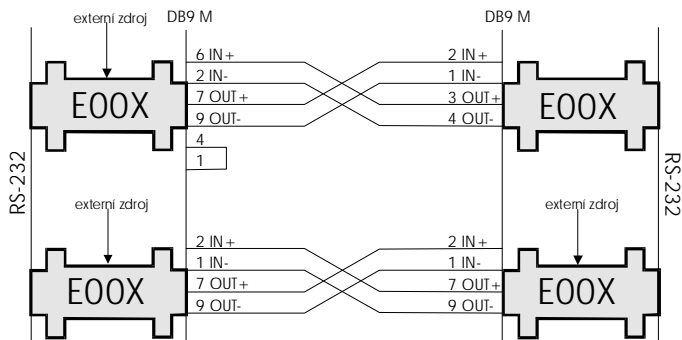 DB9 M
DB9 M
externí zdroj
6 IN+
2 IN-
7 OUT+
9 OUT-
4
1
2 IN+
1 IN-
3 OUT+
4 OUT-
E00X
E00X
RS-232
RS-232
externí zdroj
externí zdroj
2 IN+
1 IN-
7 OUT+
9 OUT-
2 IN+
1 IN-
7 OUT+
9 OUT-
E00X
E00X